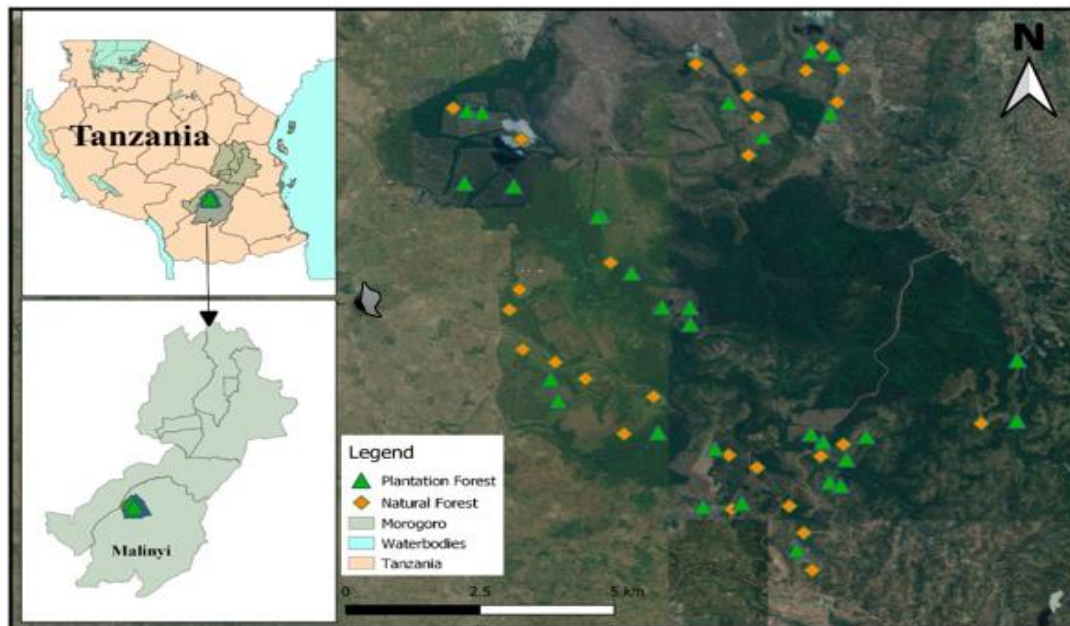 Tanzania
N
Malinyi
Legend
Plantation Forest
Natural Forest
Morogoro
Waterbodies
Tanzania
0 2.5 5 km